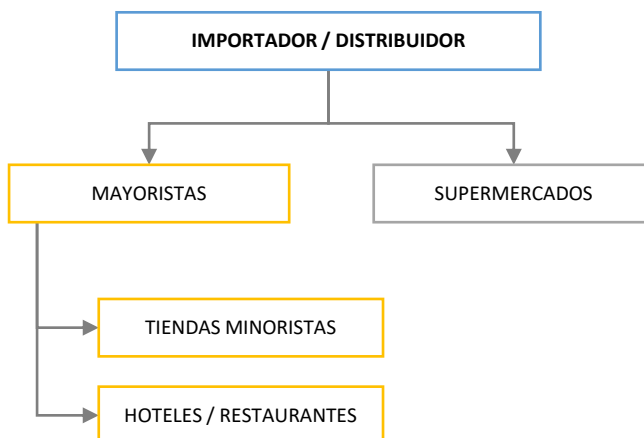 IMPORTADOR / DISTRIBUIDOR
MAYORISTAS
SUPERMERCADOS
TIENDAS MINORISTAS
HOTELES / RESTAURANTES